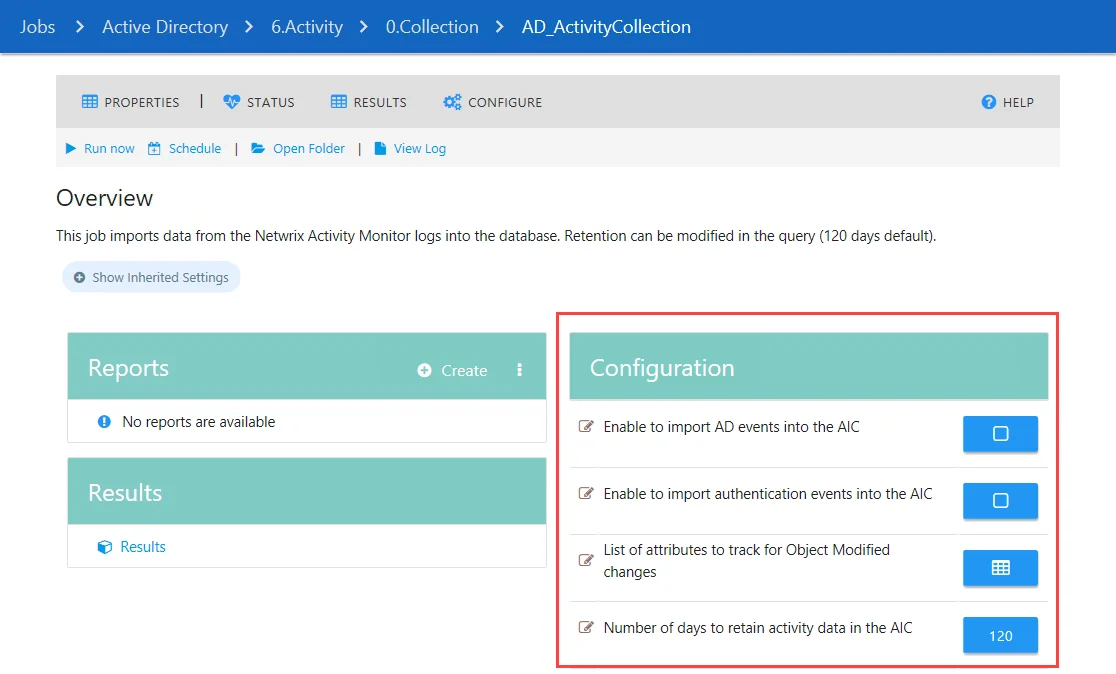 Jobs > Active Directory > 6.Activity > 0.Collection > AD_ActivityCollection
PROPERTIES | STATUS RESULTS CONFIGURE HELP
Run now Schedule | Open Folder | View Log
Overview
This job imports data from the Netwrix Activity Monitor logs into the database. Retention can be modified in the query (120 days default).
Show Inherited Settings
Reports Create
No reports are available
Results
Results
Configuration
Enable to import AD events into the AIC
Enable to import authentication events into the AIC
List of attributes to track for Object Modified
changes
Number of days to retain activity data in the AIC 120